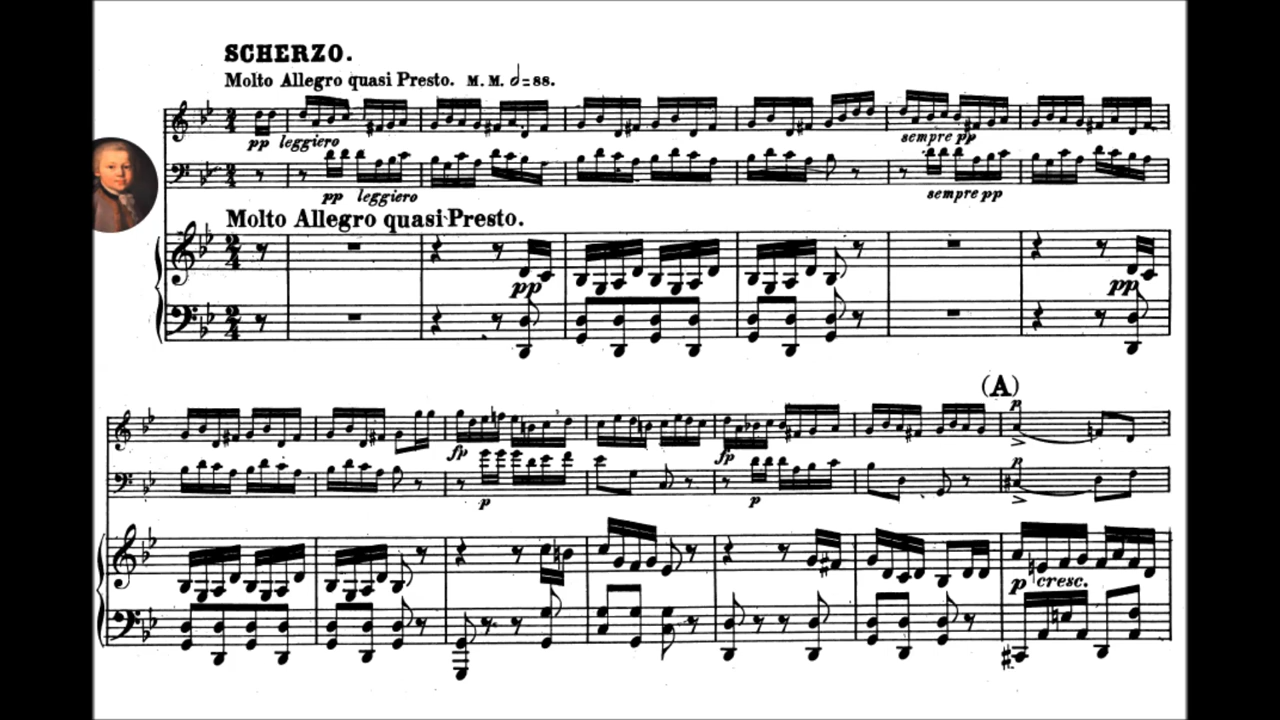 SCHERZO.
Molto Allegro quasi Presto. M. M. 𝅗𝅥=88.
pp leggiero
sempre pp
pp leggiero
sempre pp
Molto Allegro quasi Presto.
pp
pp
(A)
p
fp
fp
p
p
p
p cresc.